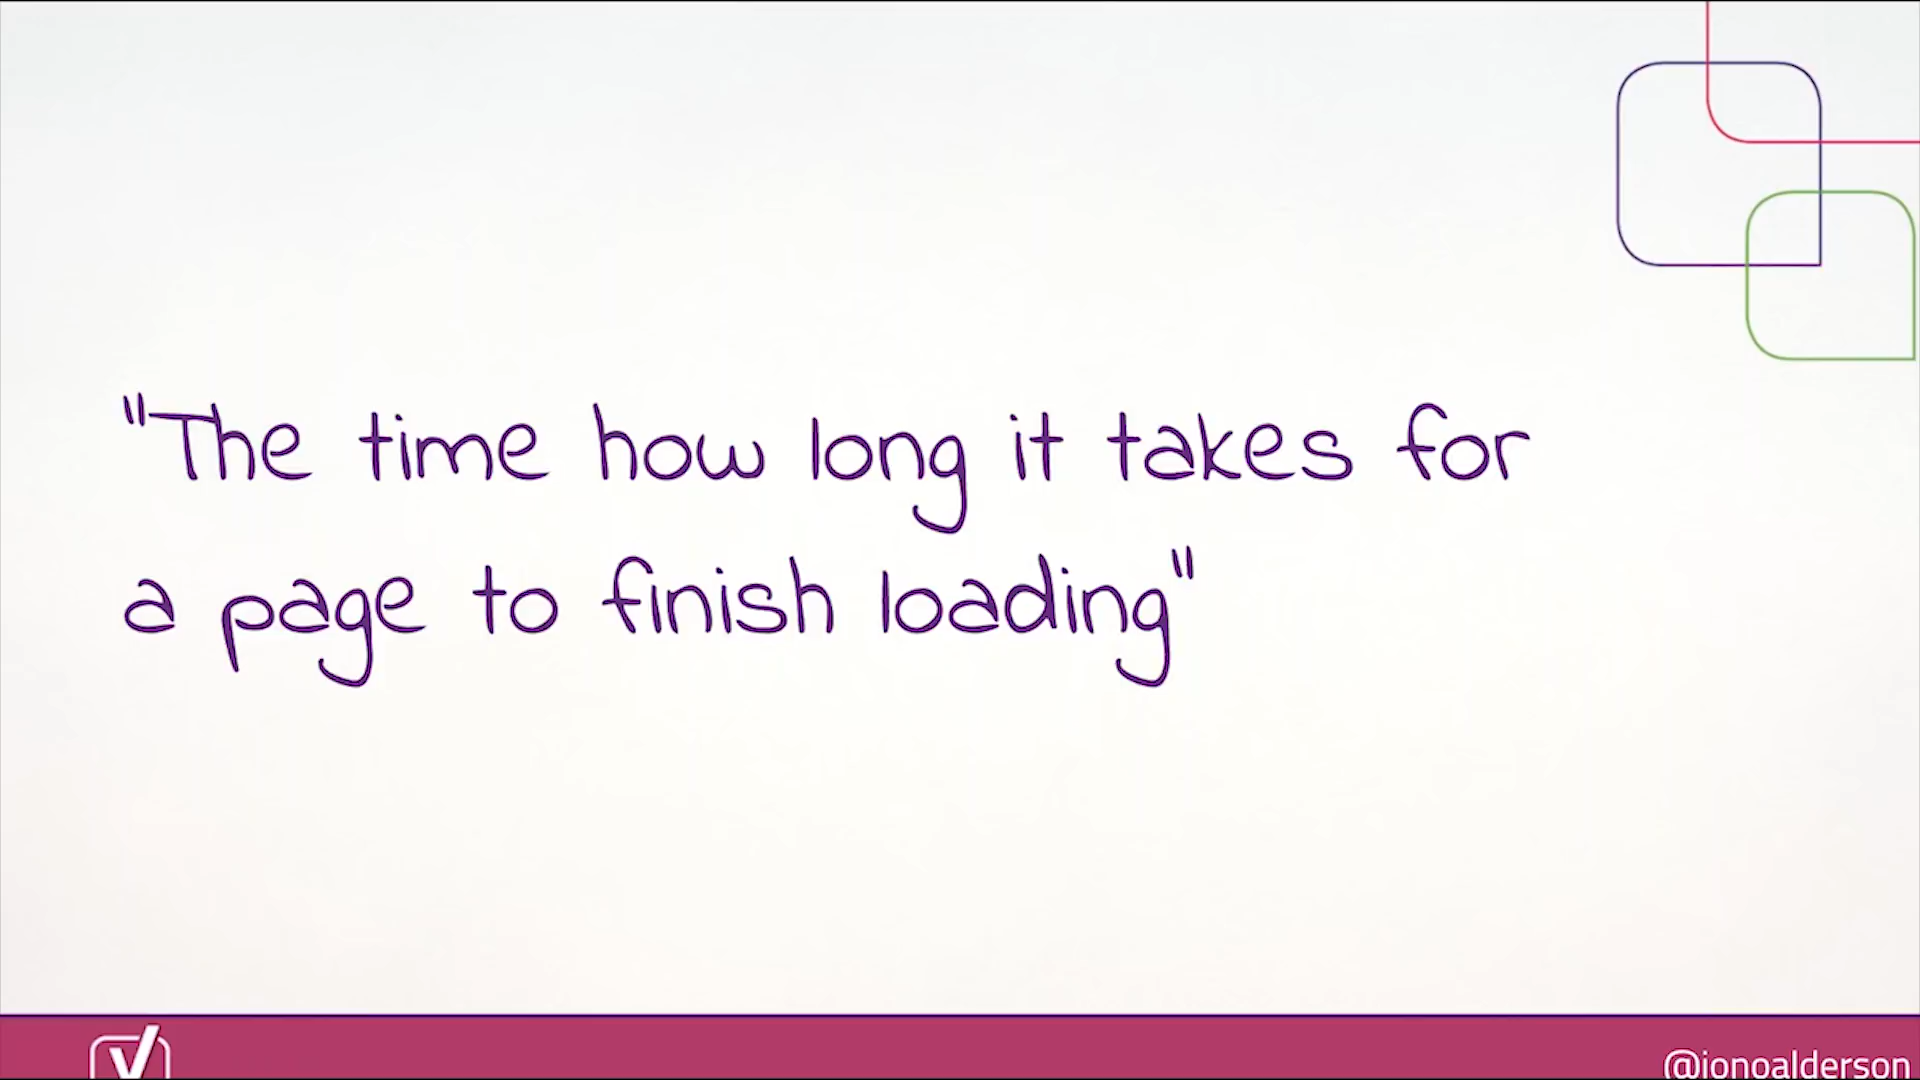 "The time how long it takes for
a page to finish loading"
@jonoalderson